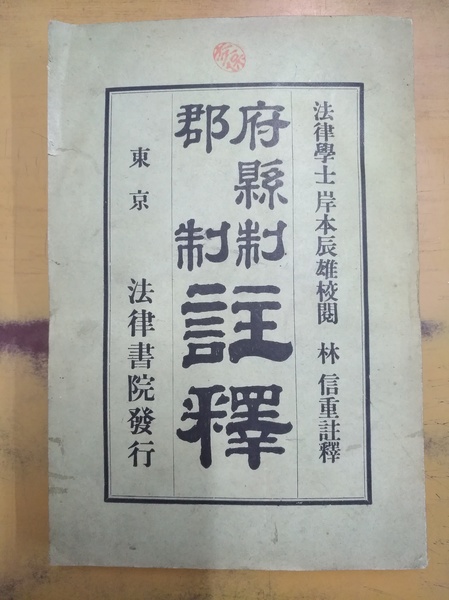 法律學士岸本辰雄校閱 林信重註釋
府縣制
郡制
註釋
東京 法律書院發行